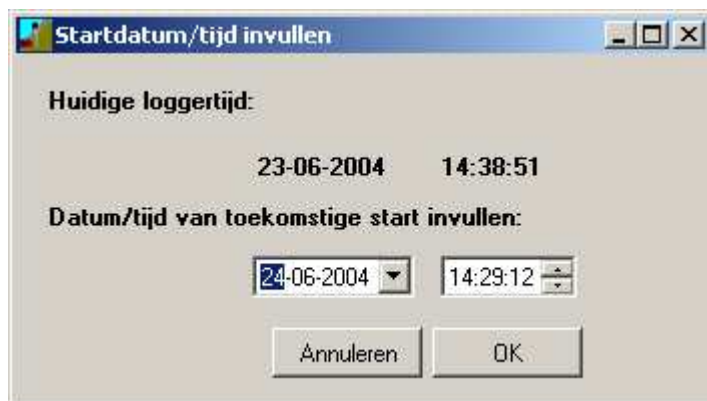 Startdatum/tijd invullen
Huidige loggertijd:
23-06-2004 14:38:51
Datum/tijd van toekomstige start invullen:
24-06-2004 14:29:12
Annuleren OK